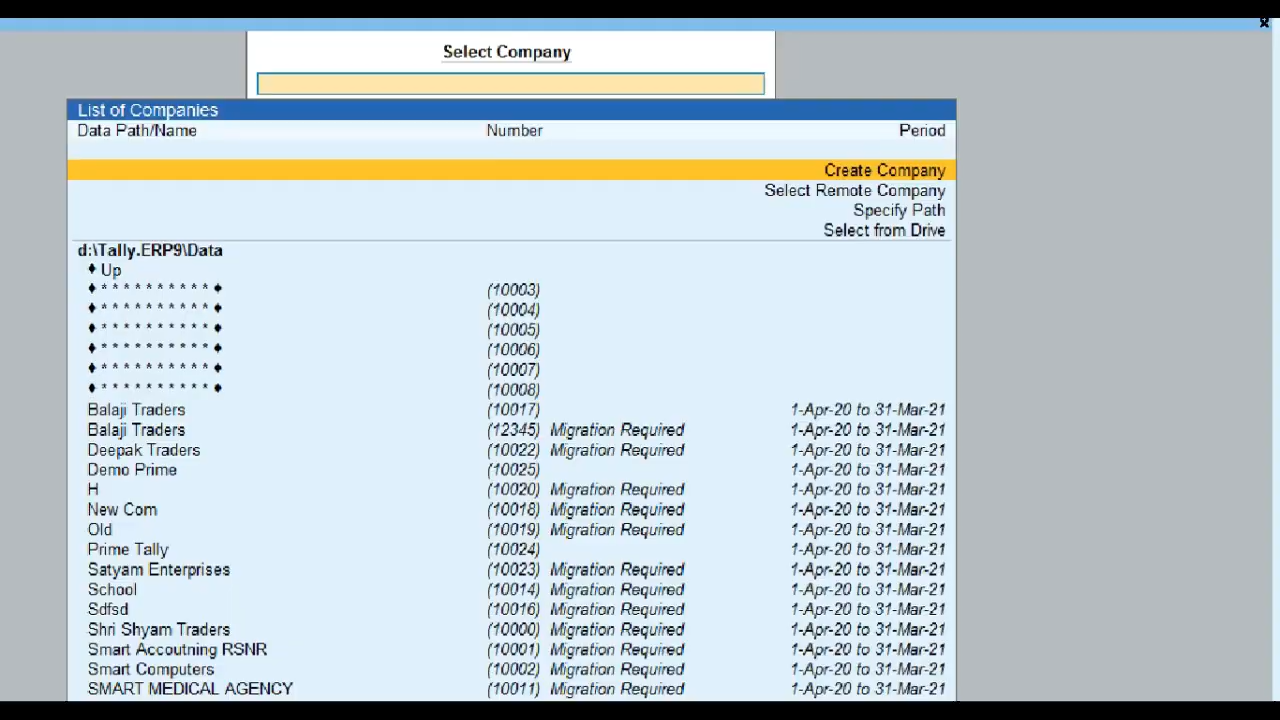 x
Select Company
List of Companies
Data Path/Name Number Period
Create Company
Select Remote Company
Specify Path
Select from Drive
d:\Tally.ERP9\Data
♦ Up
♦ * * * * * * * * * * ♦ (10003)
♦ * * * * * * * * * * ♦ (10004)
♦ * * * * * * * * * * ♦ (10005)
♦ * * * * * * * * * * ♦ (10006)
♦ * * * * * * * * * * ♦ (10007)
♦ * * * * * * * * * * ♦ (10008)
Balaji Traders (10017) 1-Apr-20 to 31-Mar-21
Balaji Traders (12345) Migration Required 1-Apr-20 to 31-Mar-21
Deepak Traders (10022) Migration Required 1-Apr-20 to 31-Mar-21
Demo Prime (10025) 1-Apr-20 to 31-Mar-21
H (10020) Migration Required 1-Apr-20 to 31-Mar-21
New Com (10018) Migration Required 1-Apr-20 to 31-Mar-21
Old (10019) Migration Required 1-Apr-20 to 31-Mar-21
Prime Tally (10024) 1-Apr-20 to 31-Mar-21
Satyam Enterprises (10023) Migration Required 1-Apr-20 to 31-Mar-21
School (10014) Migration Required 1-Apr-20 to 31-Mar-21
Sdfsd (10016) Migration Required 1-Apr-20 to 31-Mar-21
Shri Shyam Traders (10000) Migration Required 1-Apr-20 to 31-Mar-21
Smart Accoutning RSNR (10001) Migration Required 1-Apr-20 to 31-Mar-21
Smart Computers (10002) Migration Required 1-Apr-20 to 31-Mar-21
SMART MEDICAL AGENCY (10011) Migration Required 1-Apr-20 to 31-Mar-21